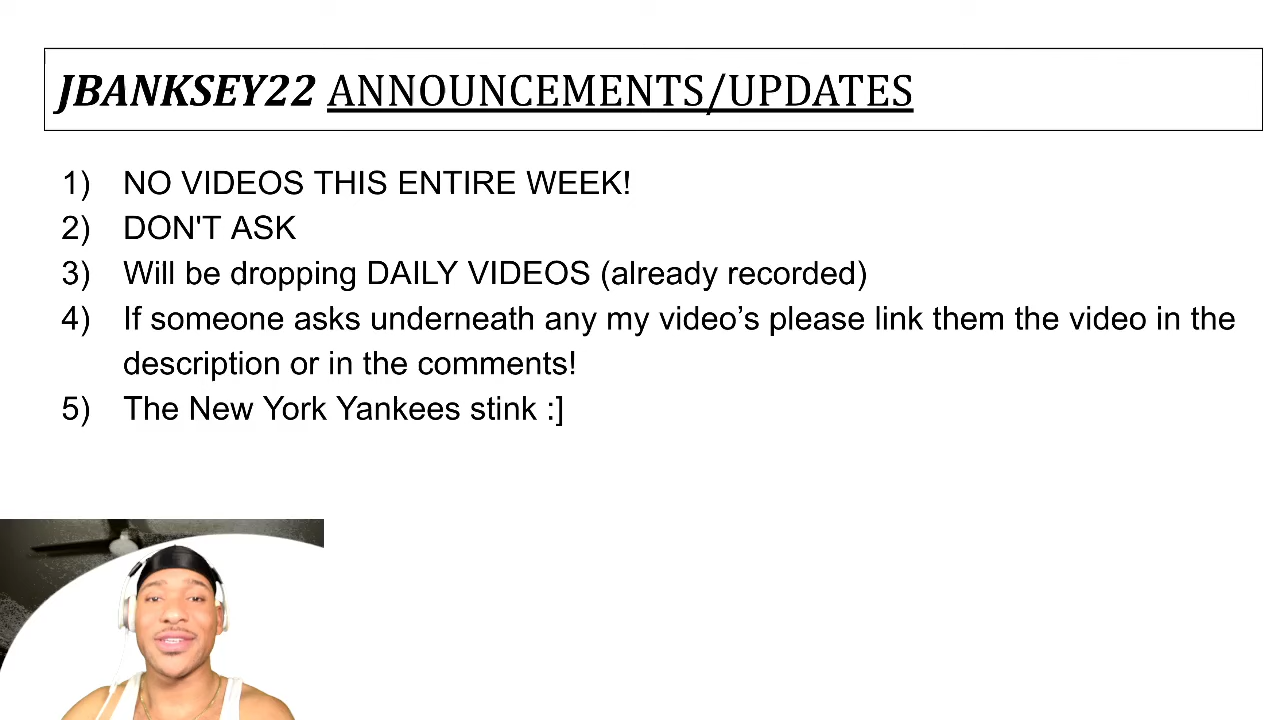 JBANKSEY22 ANNOUNCEMENTS/UPDATES
1) NO VIDEOS THIS ENTIRE WEEK!
2) DON'T ASK
3) Will be dropping DAILY VIDEOS (already recorded)
4) If someone asks underneath any my video’s please link them the video in the
description or in the comments!
5) The New York Yankees stink :]